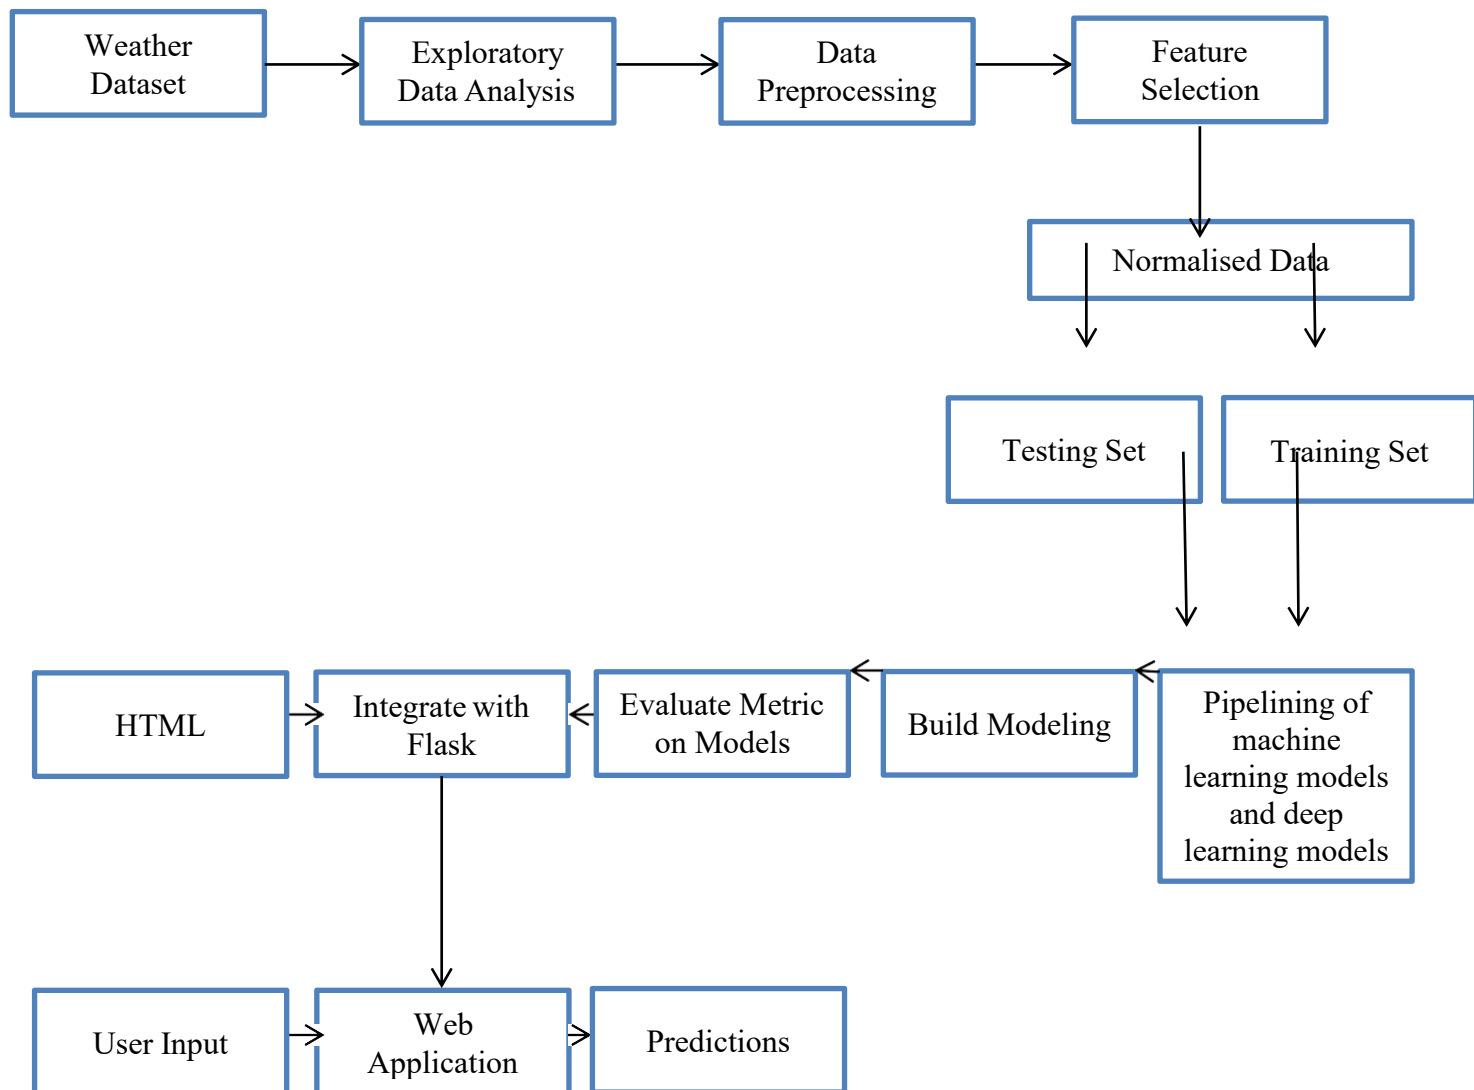 Weather
Dataset
Exploratory
Data Analysis
Data
Preprocessing
Feature
Selection
Normalised Data
Testing Set
Training Set
HTML
Integrate with
Flask
Evaluate Metric
on Models
Build Modeling
Pipelining of
machine
learning models
and deep
learning models
User Input
Web
Application
Predictions